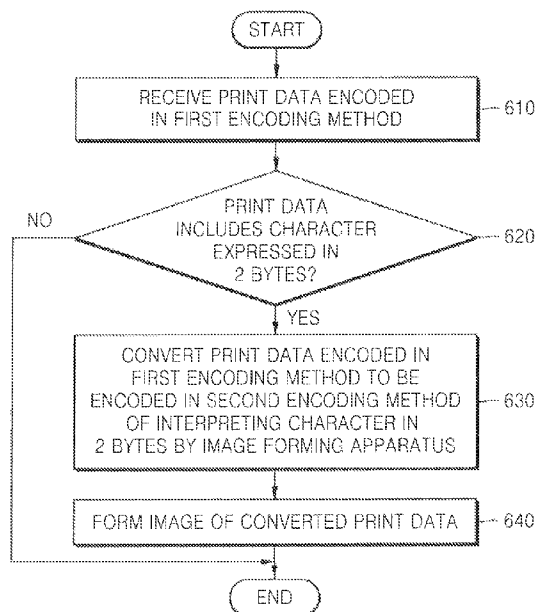 START
RECEIVE PRINT DATA ENCODED
IN FIRST ENCODING METHOD
610
PRINT DATA
INCLUDES CHARACTER
EXPRESSED IN
2 BYTES?
620
NO
YES
CONVERT PRINT DATA ENCODED IN
FIRST ENCODING METHOD TO BE
ENCODED IN SECOND ENCODING METHOD
OF INTERPRETING CHARACTER IN
2 BYTES BY IMAGE FORMING APPARATUS
630
FORM IMAGE OF CONVERTED PRINT DATA
640
END